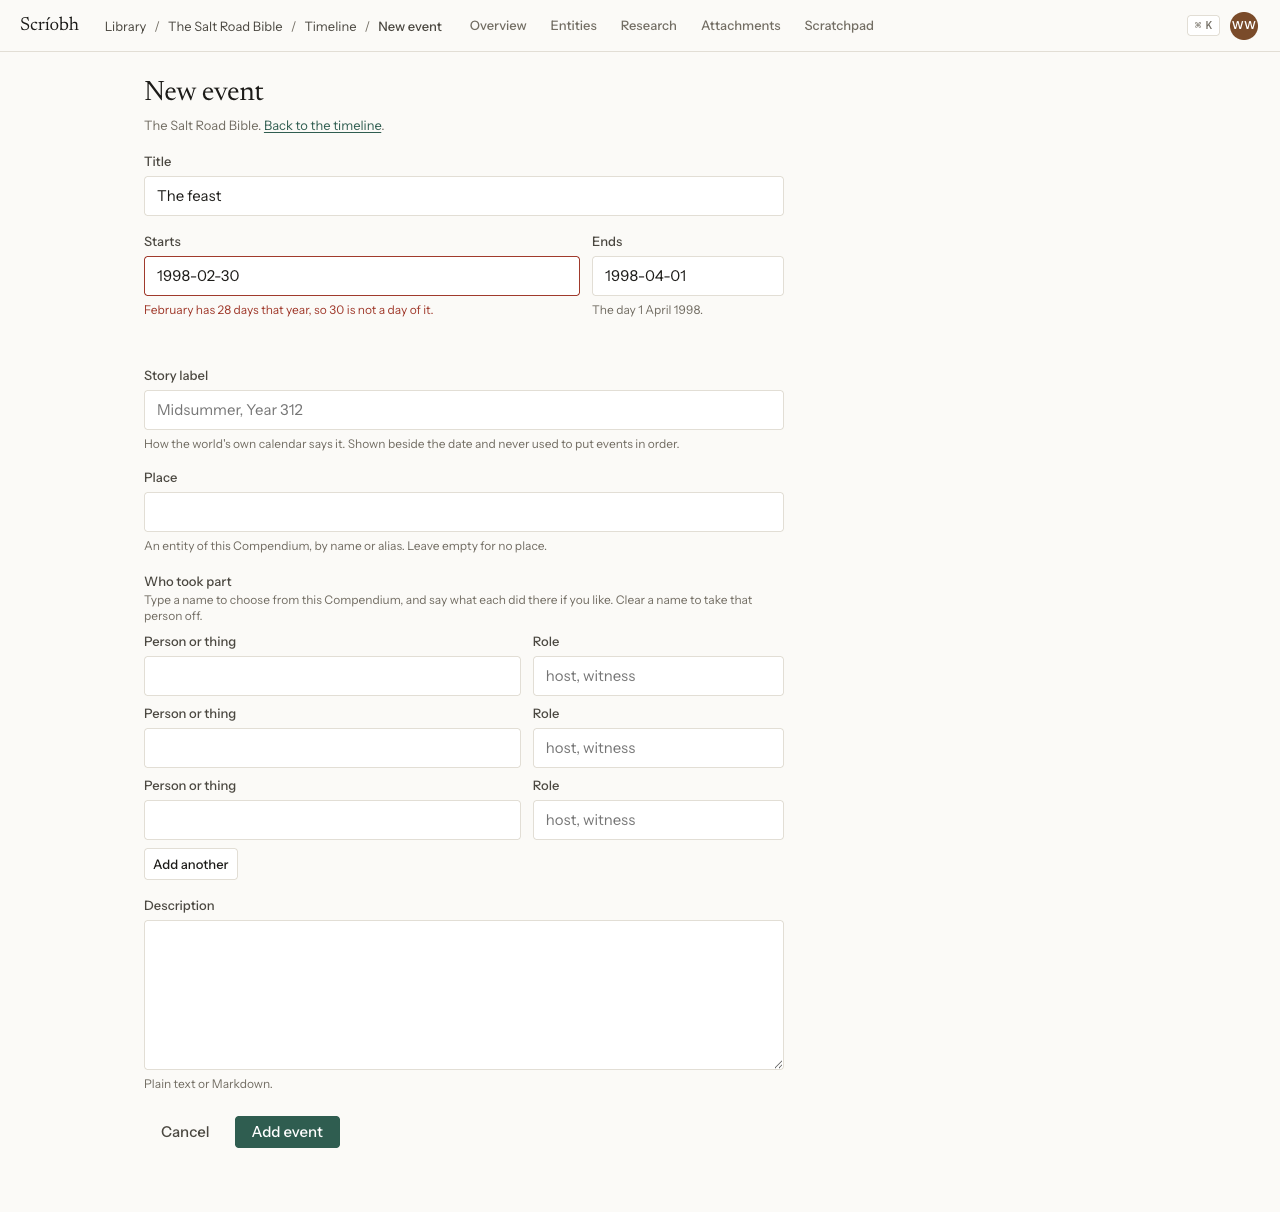 Scríobh
Library / The Salt Road Bible / Timeline / New event
Overview Entities Research Attachments Scratchpad
⌘ K
WW
New event
The Salt Road Bible. Back to the timeline.
Title
The feast
Starts Ends
1998-02-30 1998-04-01
February has 28 days that year, so 30 is not a day of it. The day 1 April 1998.
Story label
Midsummer, Year 312
How the world's own calendar says it. Shown beside the date and never used to put events in order.
Place
An entity of this Compendium, by name or alias. Leave empty for no place.
Who took part
Type a name to choose from this Compendium, and say what each did there if you like. Clear a name to take that
person off.
Person or thing Role
host, witness
Person or thing Role
host, witness
Person or thing Role
host, witness
Add another
Description
Plain text or Markdown.
Cancel Add event